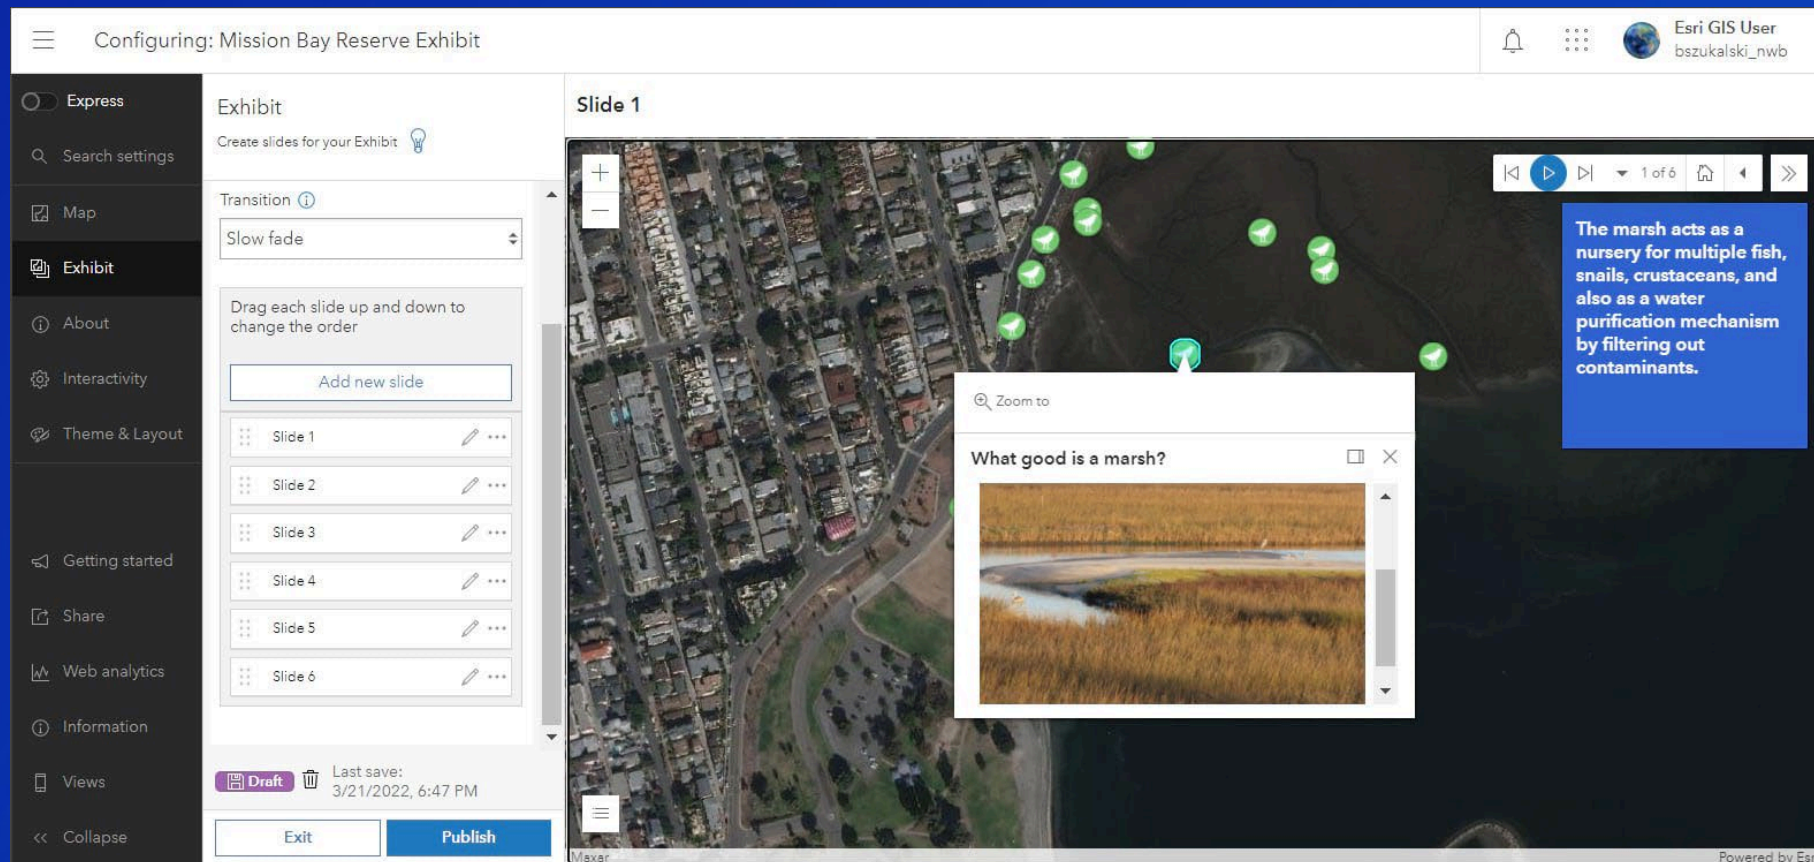 Configuring: Mission Bay Reserve Exhibit
Esri GIS User
bszukalski_nwb
Express
Search settings
Map
Exhibit
About
Interactivity
Theme & Layout
Getting started
Share
Web analytics
Information
Views
Collapse
Exhibit
Create slides for your Exhibit
Transition
Slow fade
Drag each slide up and down to
change the order
Add new slide
Slide 1
Slide 2
Slide 3
Slide 4
Slide 5
Slide 6
Draft
Last save:
3/21/2022, 6:47 PM
Exit
Publish
Slide 1
1 of 6
The marsh acts as a
nursery for multiple fish,
snails, crustaceans, and
also as a water
purification mechanism
by filtering out
contaminants.
Zoom to
What good is a marsh?
Maxar
Powered by Esri